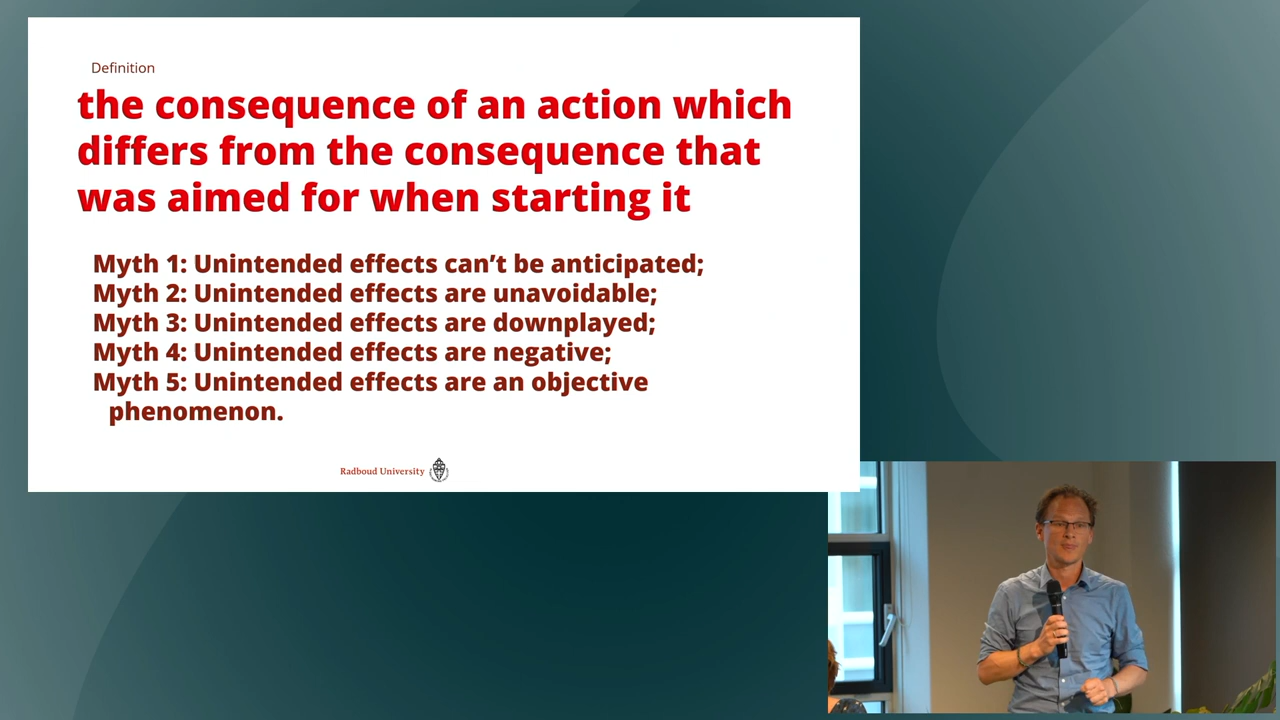 Definition
the consequence of an action which
differs from the consequence that
was aimed for when starting it
Myth 1: Unintended effects can’t be anticipated;
Myth 2: Unintended effects are unavoidable;
Myth 3: Unintended effects are downplayed;
Myth 4: Unintended effects are negative;
Myth 5: Unintended effects are an objective
phenomenon.
Radboud University